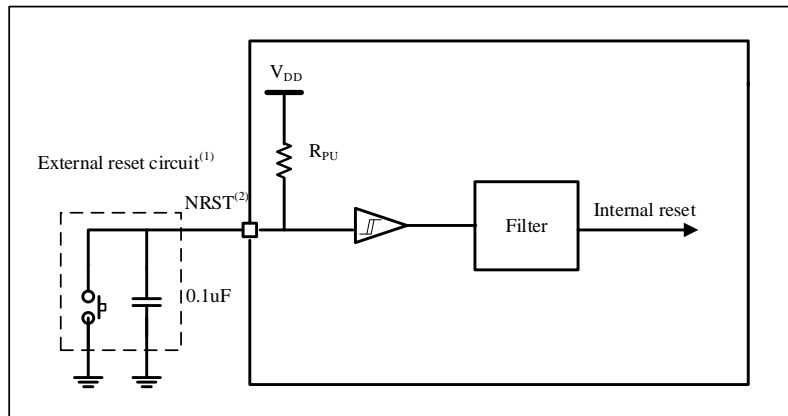 V_DD
R_PU
External reset circuit(1)
NRST(2)
0.1uF
Filter
Internal reset